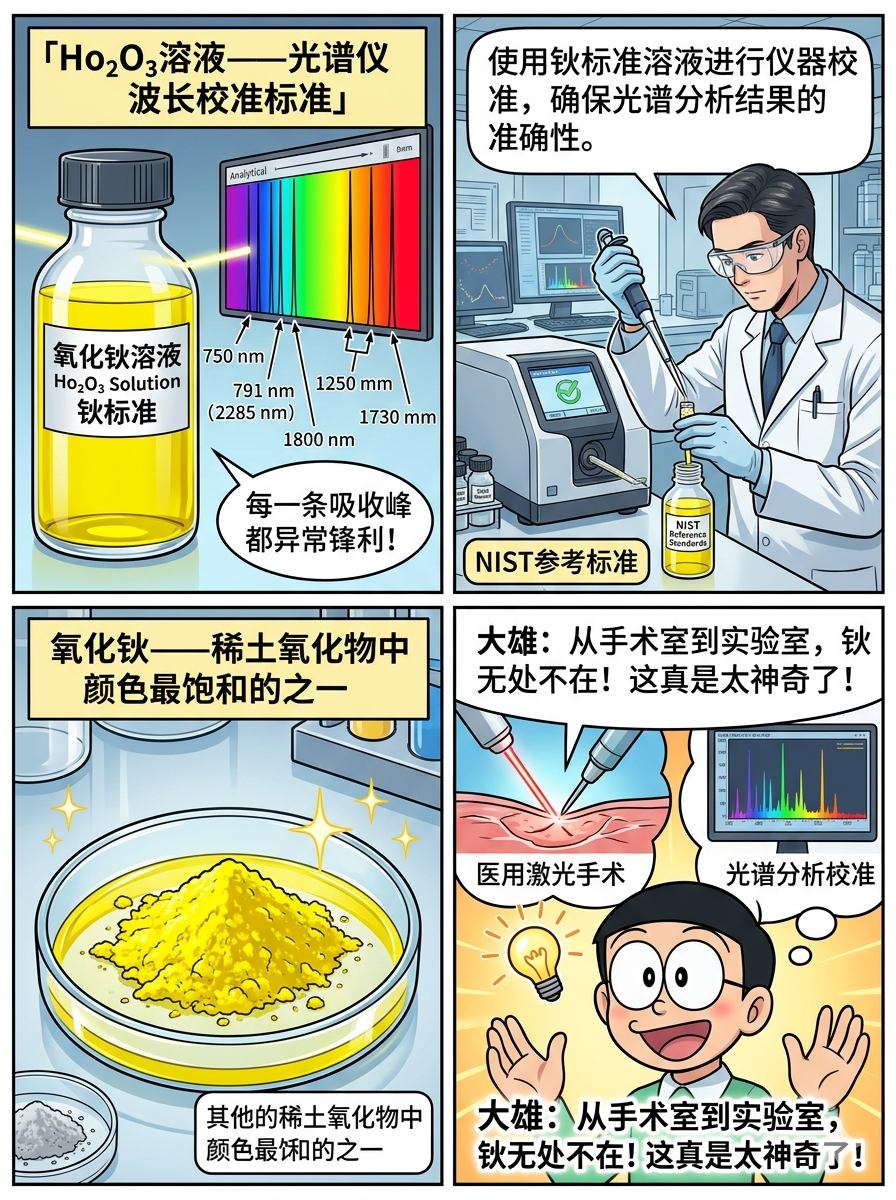 「Ho₂O₃溶液——光谱仪
波长校准标准」
Analytical
氧化钬溶液
Ho₂O₃ Solution
钬标准
750 nm
791 nm
(2285 nm)
1800 nm
1250 mm
1730 mm
每一条吸收峰
都异常锋利！
使用钬标准溶液进行仪器校
准，确保光谱分析结果的
准确性。
NIST
NIST参考标准
氧化钬——稀土氧化物中
颜色最饱和的之一
其他的稀土氧化物中
颜色最饱和的之一
大雄：从手术室到实验室，钬
无处不在！这真是太神奇了！
医用激光手术
光谱分析校准
大雄：从手术室到实验室，
钬无处不在！这真是太神奇了！